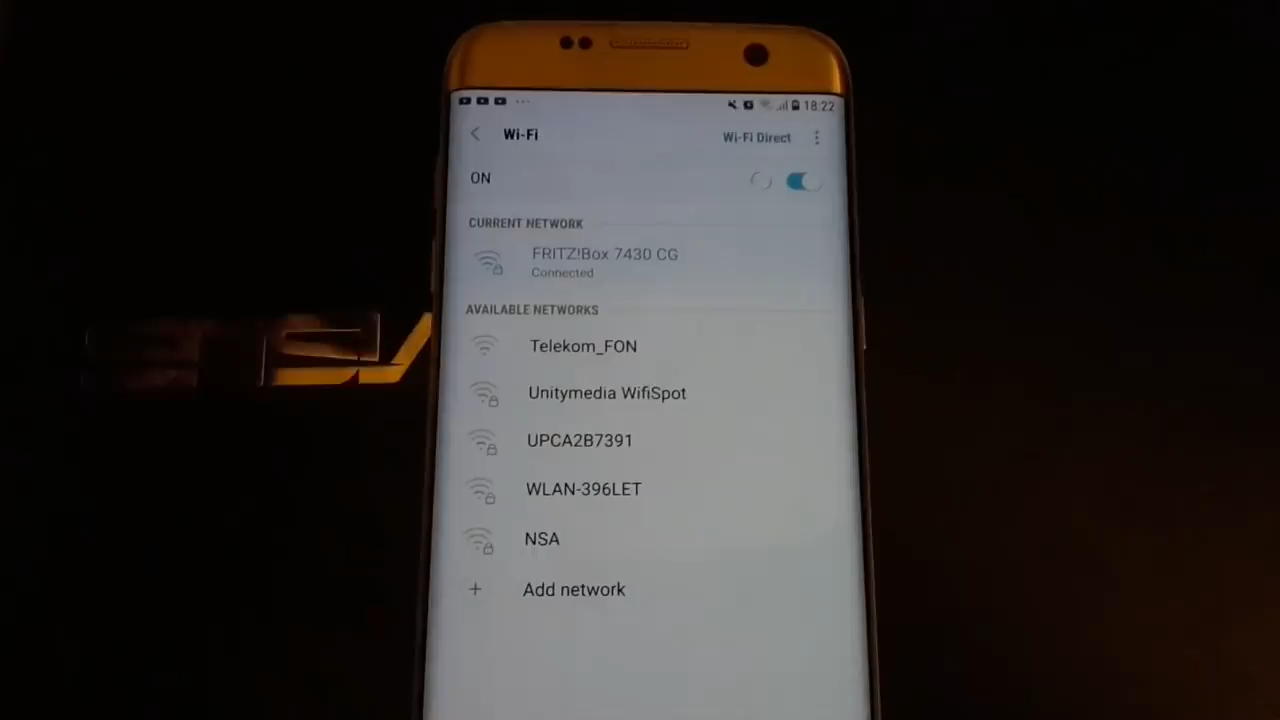 18:22
Wi-Fi
Wi-Fi Direct
ON
CURRENT NETWORK
FRITZ!Box 7430 CG
Connected
AVAILABLE NETWORKS
Telekom_FON
Unitymedia WifiSpot
UPCA2B7391
WLAN-396LET
NSA
Add network